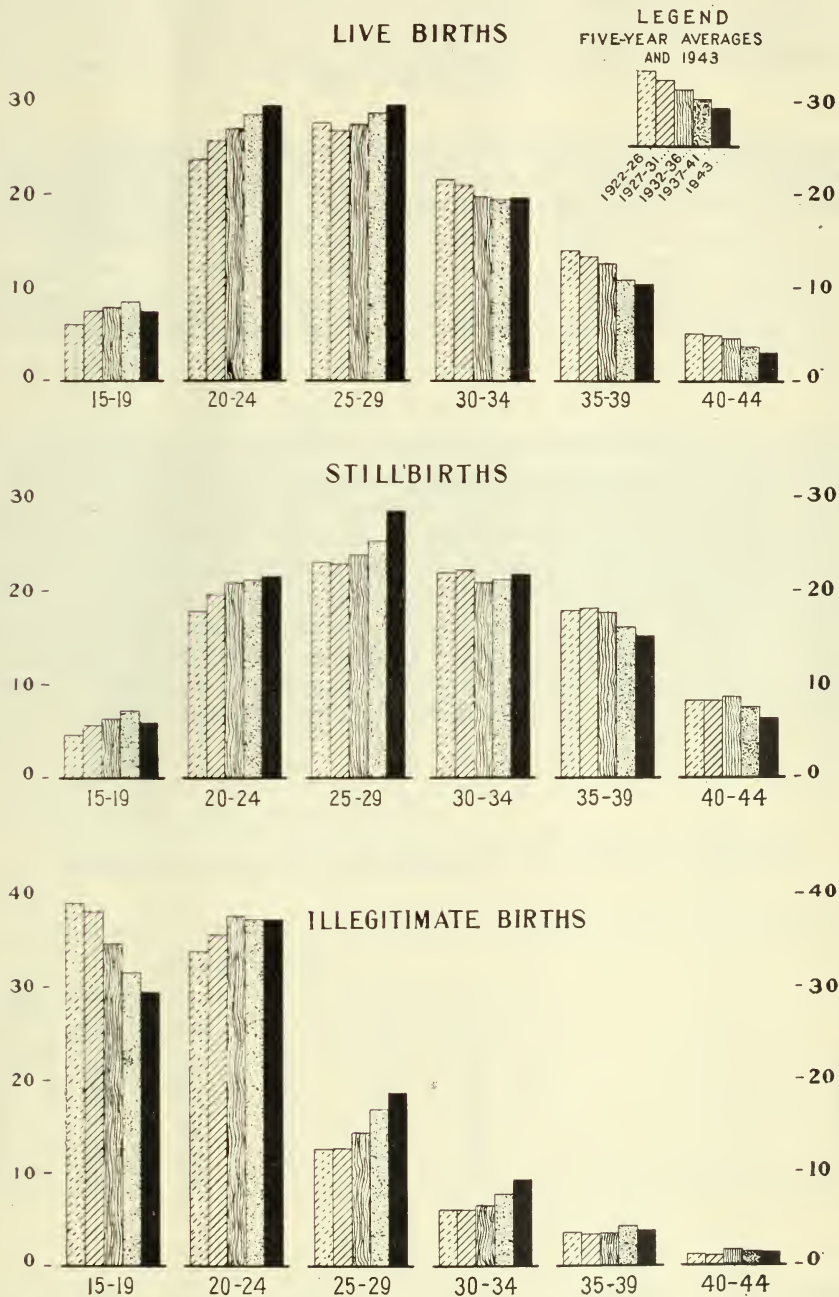 LIVE BIRTHS
LEGEND
FIVE-YEAR AVERAGES
AND 1943
1922-26
1927-31
1932-36
1937-41
1943
30 -30
20 - -20
10 -10
0 - -0
15-19 20-24 25-29 30-34 35-39 40-44
STILLBIRTHS
30 -30
20 - -20
10 - -10
0 - -0
15-19 20-24 25-29 30-34 35-39 40-44
ILLEGITIMATE BIRTHS
40 -40
30 - -30
20 - -20
10 - -10
0 - -0
15-19 20-24 25-29 30-34 35-39 40-44